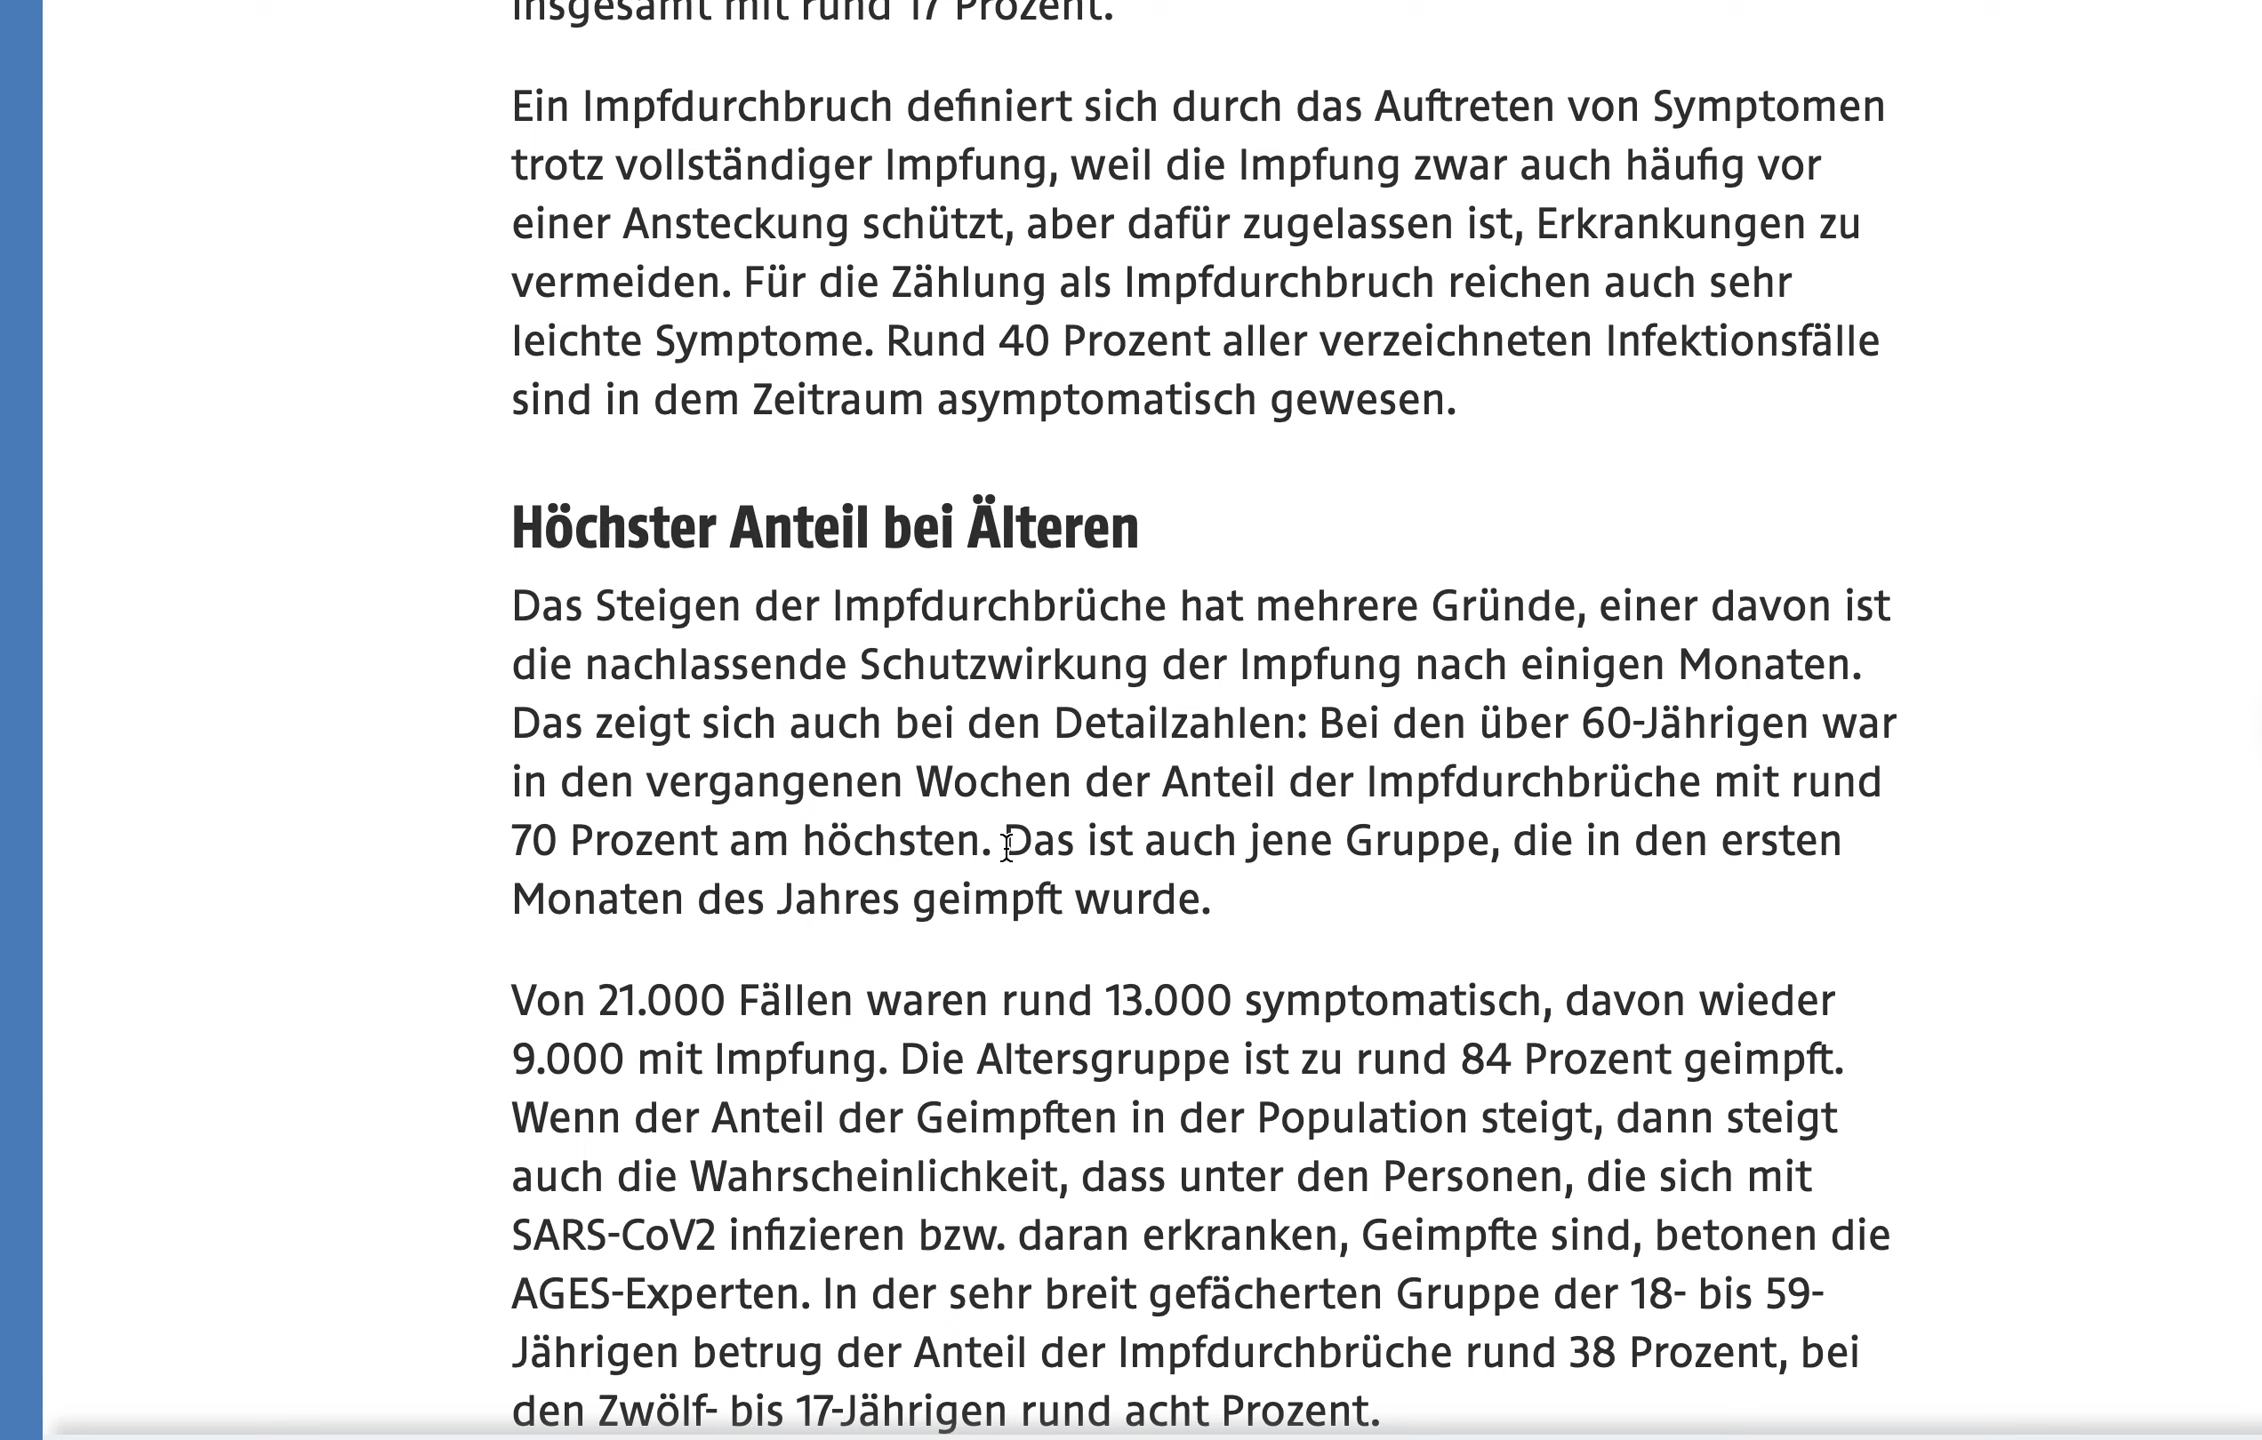 insgesamt mit rund 17 Prozent.
Ein Impfdurchbruch definiert sich durch das Auftreten von Symptomen
trotz vollständiger Impfung, weil die Impfung zwar auch häufig vor
einer Ansteckung schützt, aber dafür zugelassen ist, Erkrankungen zu
vermeiden. Für die Zählung als Impfdurchbruch reichen auch sehr
leichte Symptome. Rund 40 Prozent aller verzeichneten Infektionsfälle
sind in dem Zeitraum asymptomatisch gewesen.
Höchster Anteil bei Älteren
Das Steigen der Impfdurchbrüche hat mehrere Gründe, einer davon ist
die nachlassende Schutzwirkung der Impfung nach einigen Monaten.
Das zeigt sich auch bei den Detailzahlen: Bei den über 60-Jährigen war
in den vergangenen Wochen der Anteil der Impfdurchbrüche mit rund
70 Prozent am höchsten. Das ist auch jene Gruppe, die in den ersten
Monaten des Jahres geimpft wurde.
Von 21.000 Fällen waren rund 13.000 symptomatisch, davon wieder
9.000 mit Impfung. Die Altersgruppe ist zu rund 84 Prozent geimpft.
Wenn der Anteil der Geimpften in der Population steigt, dann steigt
auch die Wahrscheinlichkeit, dass unter den Personen, die sich mit
SARS-CoV2 infizieren bzw. daran erkranken, Geimpfte sind, betonen die
AGES-Experten. In der sehr breit gefächerten Gruppe der 18- bis 59-
Jährigen betrug der Anteil der Impfdurchbrüche rund 38 Prozent, bei
den Zwölf- bis 17-Jährigen rund acht Prozent.